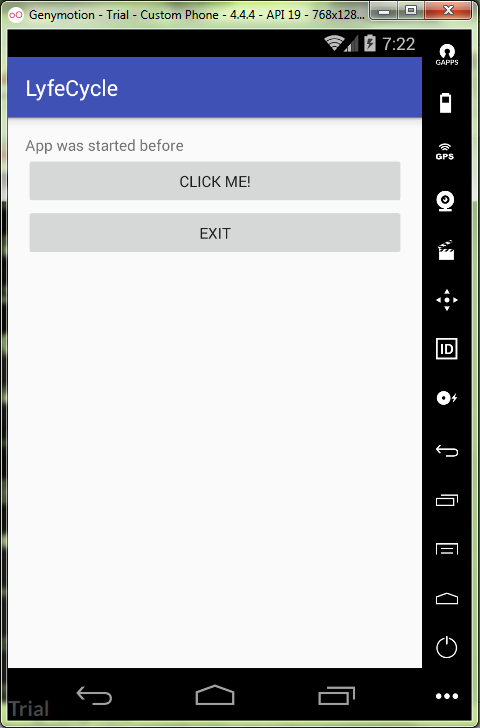 Genymotion - Trial - Custom Phone - 4.4.4 - API 19 - 768x128...
7:22
GAPPS
LyfeCycle
GPS
App was started before
CLICK ME!
EXIT
ID
Trial